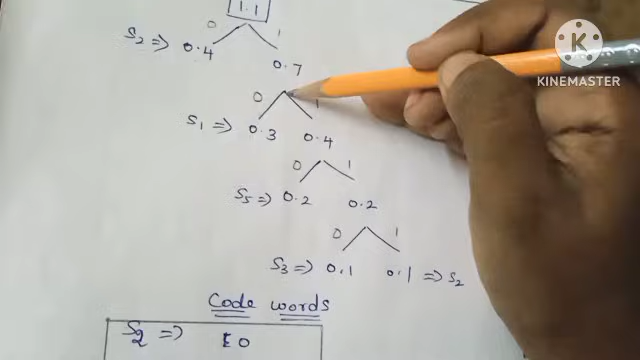 1.1
0 1
S2 => 0.4
0.7
0 1
S1 => 0.3 0.4
0 1
S5 => 0.2 0.2
0 1
S3 => 0.1 0.1 => S2
Code words
S2 => 0
KINEMASTER